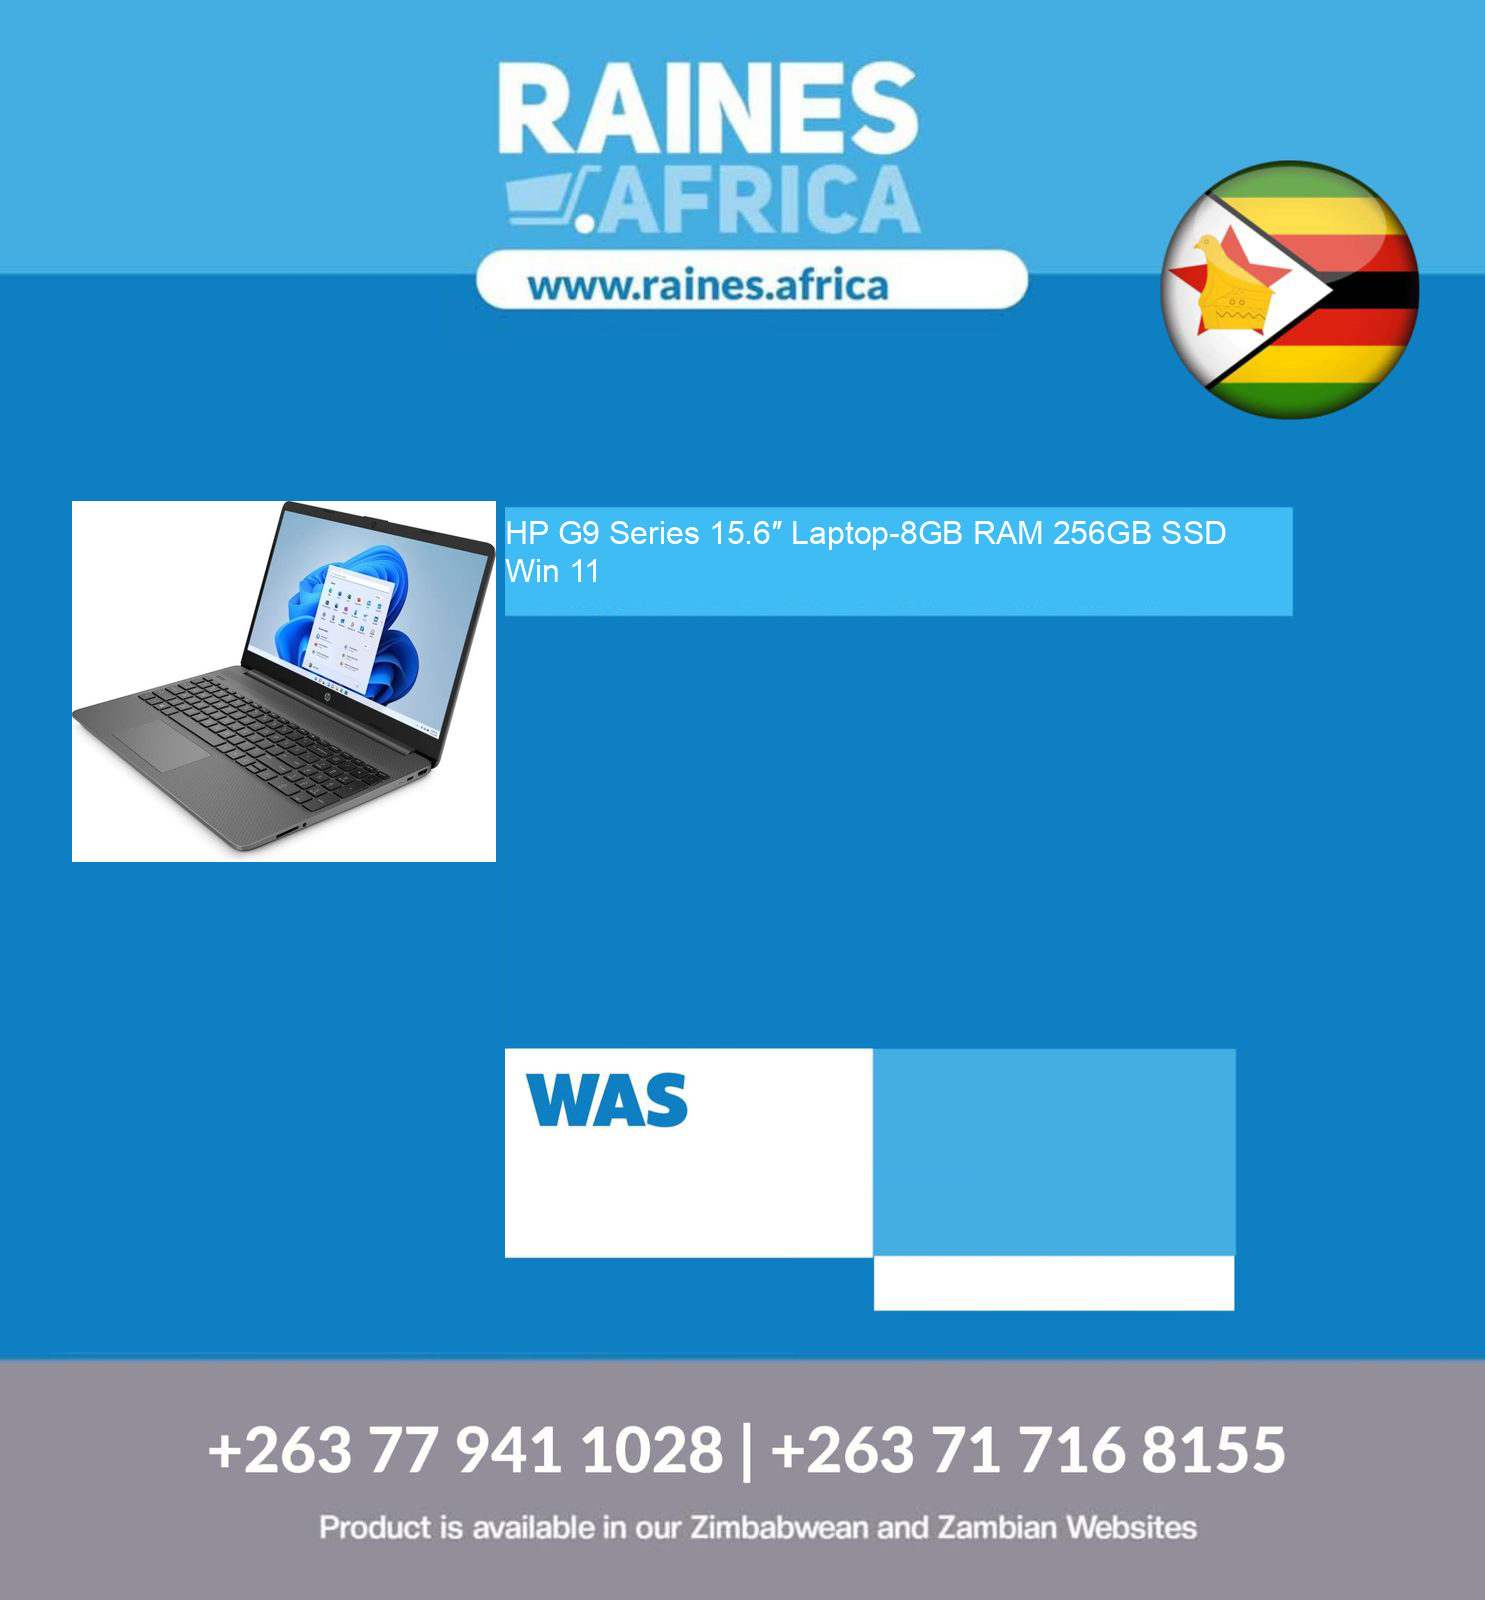 RAINES
.AFRICA
www.raines.africa
HP G9 Series 15.6″ Laptop-8GB RAM 256GB SSD
Win 11
WAS
+263 77 941 1028 | +263 71 716 8155
Product is available in our Zimbabwean and Zambian Websites